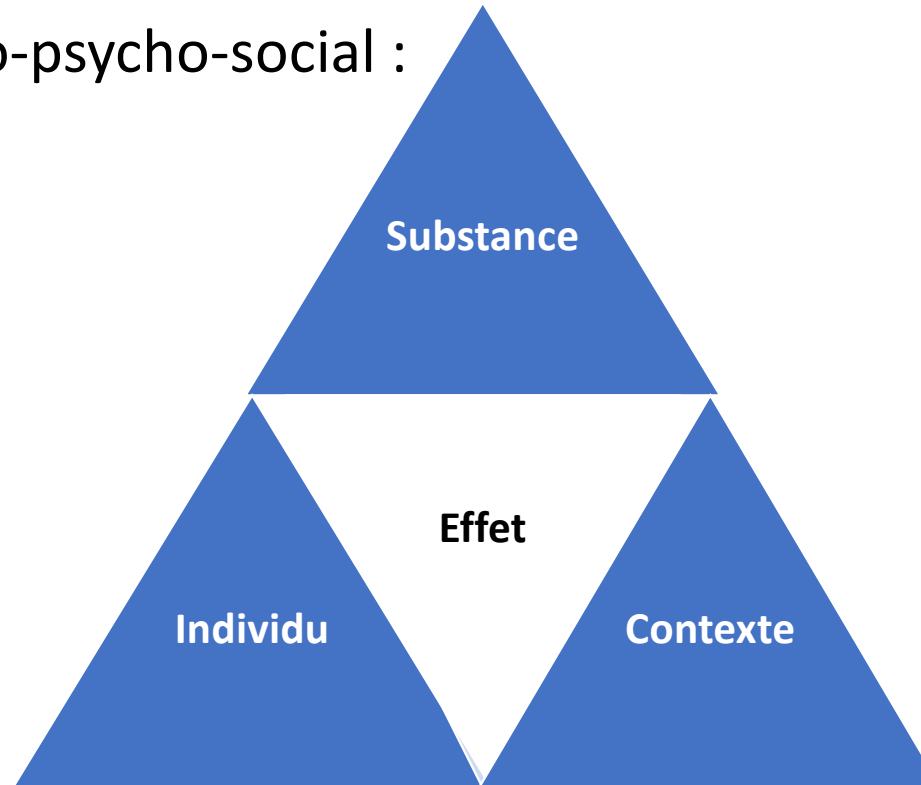 -psycho-social :
Substance
Effet
Individu
Contexte